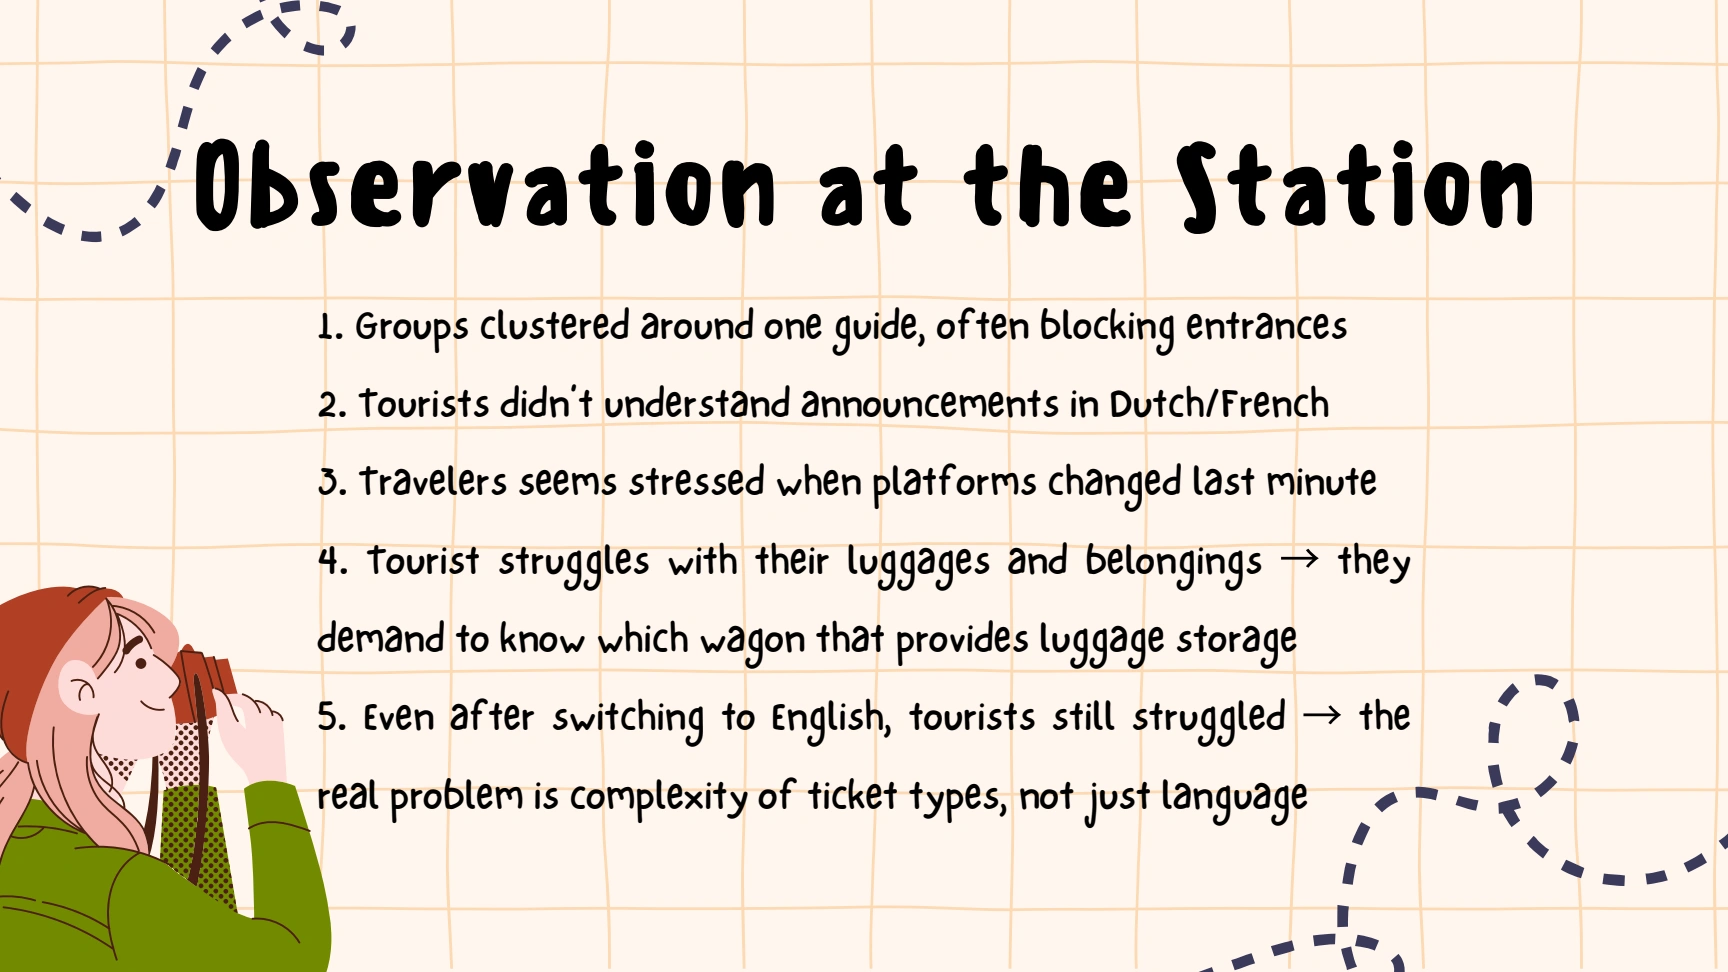 Observation at the Station
1. Groups clustered around one guide, often blocking entrances
2. Tourists didn't understand announcements in Dutch/French
3. Travelers seems stressed when platforms changed last minute
4. Tourist struggles with their luggages and belongings → they
demand to know which wagon that provides luggage storage
5. Even after switching to English, tourists still struggled → the
real problem is complexity of ticket types, not just language